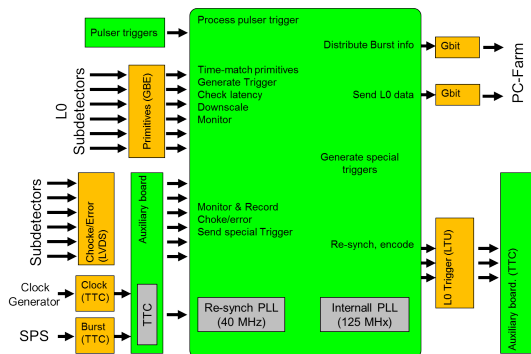 Process pulser trigger
Pulser triggers
Distribute Burst info
Gbit
PC-Farm
L0
Subdetectors
Primitives (GBE)
Time-match primitives
Generate Trigger
Check latency
Downscale
Monitor
Send L0 data
Gbit
Generate special
triggers
Subdetectors
Chocke/Error
(LVDS)
Auxiliary board
Monitor & Record
Choke/error
Send special Trigger
Re-synch, encode
L0 Trigger (LTU)
Auxiliary board. (TTC)
Clock
Generator
Clock
(TTC)
TTC
Re-synch PLL
(40 MHz)
Internall PLL
(125 MHx)
SPS
Burst
(TTC)